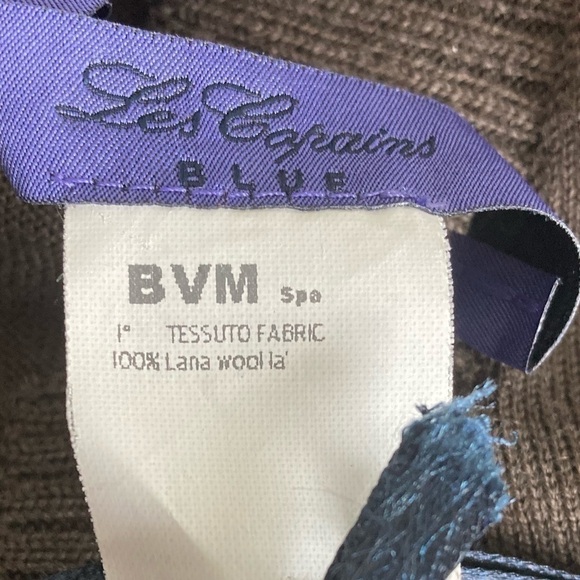 Les Copains
BLUE
BVM Spa
1° TESSUTO FABRIC
100% Lana wool la'